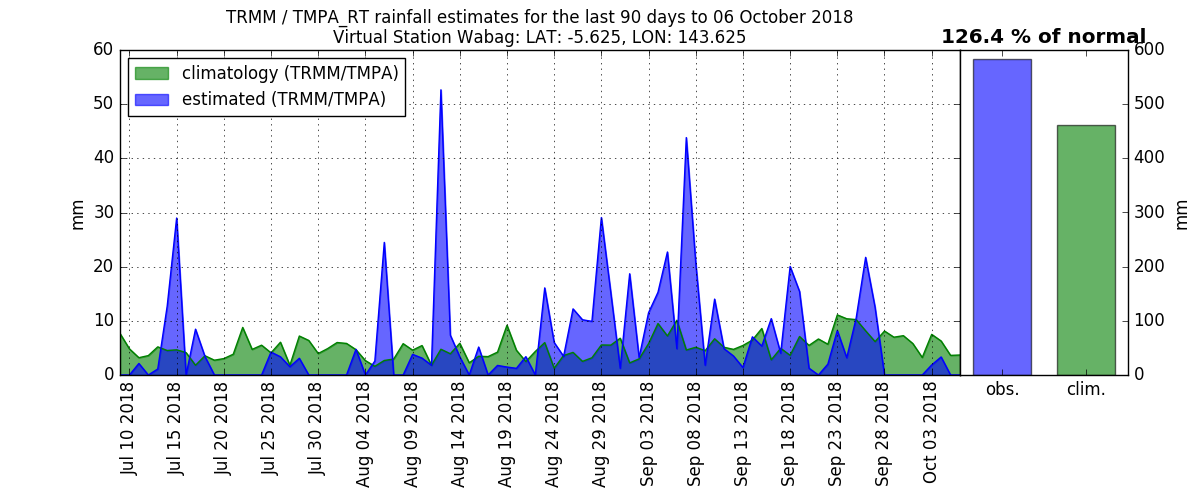 TRMM / TMPA_RT rainfall estimates for the last 90 days to 06 October 2018
Virtual Station Wabag: LAT: -5.625, LON: 143.625
126.4 % of normal
climatology (TRMM/TMPA)
estimated (TRMM/TMPA)
60
50
40
30
20
10
0
mm
600
500
400
300
200
100
0
mm
Jul 10 2018
Jul 15 2018
Jul 20 2018
Jul 25 2018
Jul 30 2018
Aug 04 2018
Aug 09 2018
Aug 14 2018
Aug 19 2018
Aug 24 2018
Aug 29 2018
Sep 03 2018
Sep 08 2018
Sep 13 2018
Sep 18 2018
Sep 23 2018
Sep 28 2018
Oct 03 2018
obs.
clim.